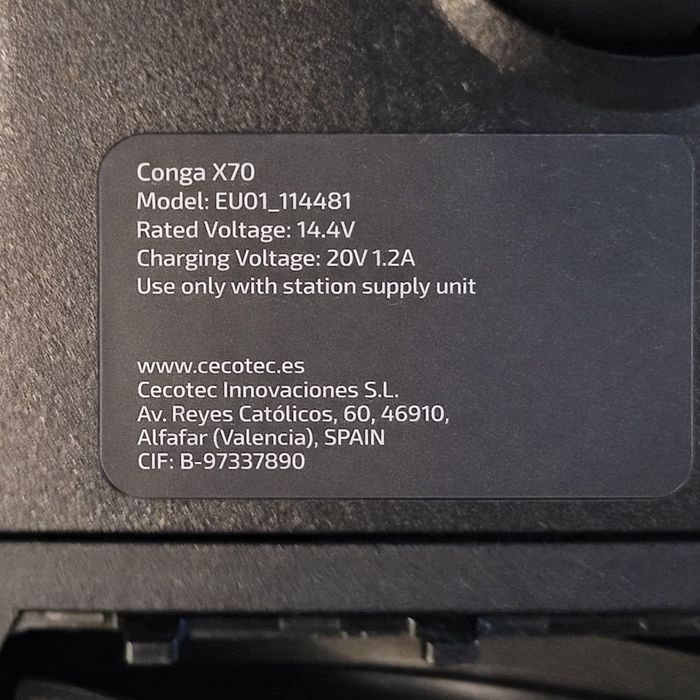 Conga X70
Model: EU01_114481
Rated Voltage: 14.4V
Charging Voltage: 20V 1.2A
Use only with station supply unit
www.cecotec.es
Cecotec Innovaciones S.L.
Av. Reyes Católicos, 60, 46910,
Alfafar (Valencia), SPAIN
CIF: B-97337890